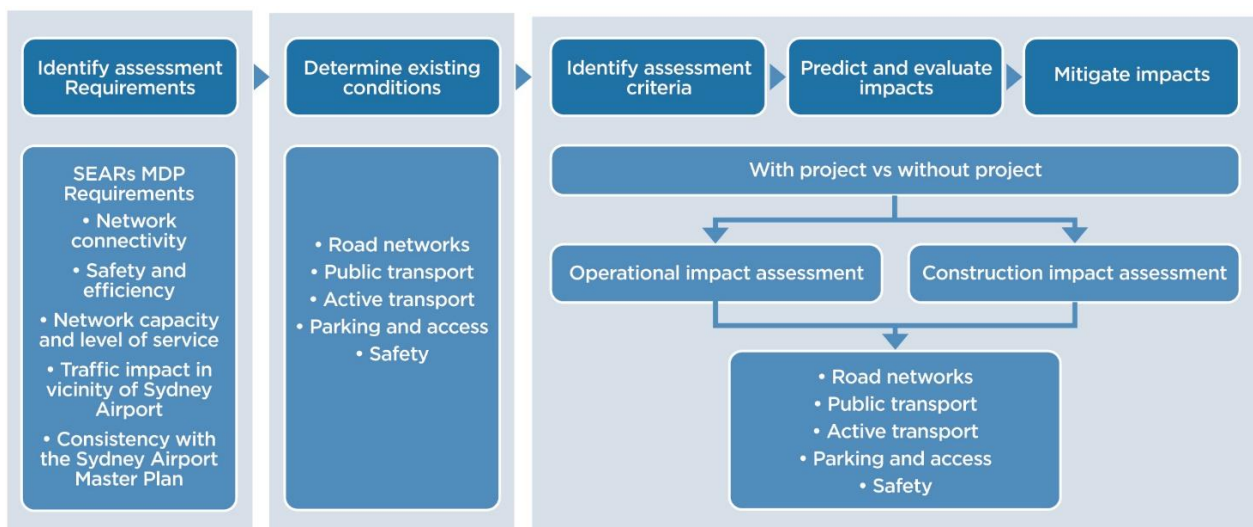 Identify assessment
Requirements
Determine existing
conditions
Identify assessment
criteria
Predict and evaluate
impacts
Mitigate impacts
SEARs MDP
Requirements
• Network
connectivity
• Safety and
efficiency
• Network capacity
and level of service
• Traffic impact in
vicinity of Sydney
Airport
• Consistency with
the Sydney Airport
Master Plan
• Road networks
• Public transport
• Active transport
• Parking and access
• Safety
With project vs without project
Operational impact assessment
Construction impact assessment
• Road networks
• Public transport
• Active transport
• Parking and access
• Safety